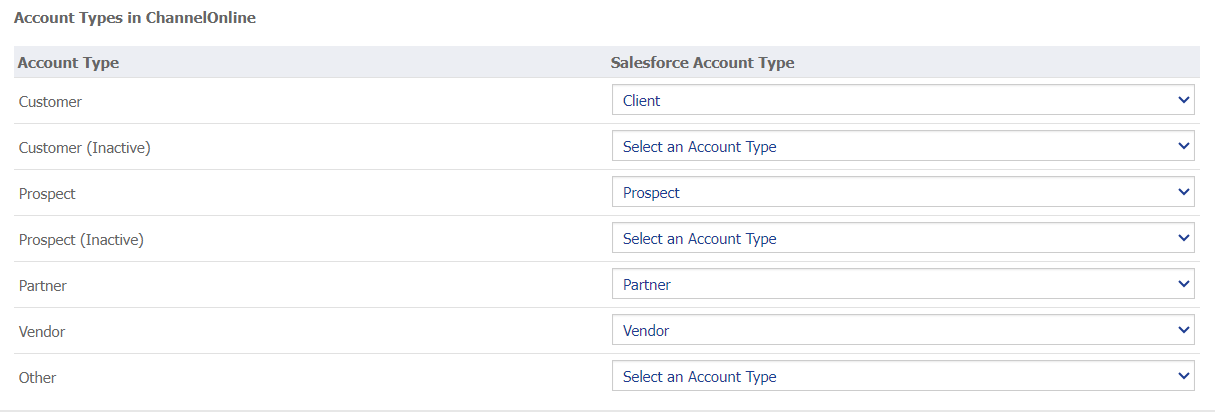 Account Types in ChannelOnline
Account Type Salesforce Account Type
Customer Client
Customer (Inactive) Select an Account Type
Prospect Prospect
Prospect (Inactive) Select an Account Type
Partner Partner
Vendor Vendor
Other Select an Account Type